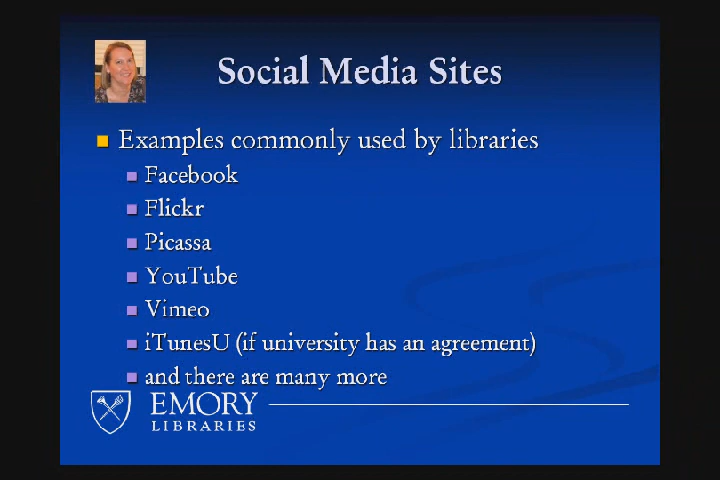 Social Media Sites
Examples commonly used by libraries
Facebook
Flickr
Picassa
YouTube
Vimeo
iTunesU (if university has an agreement)
and there are many more
EMORY
LIBRARIES